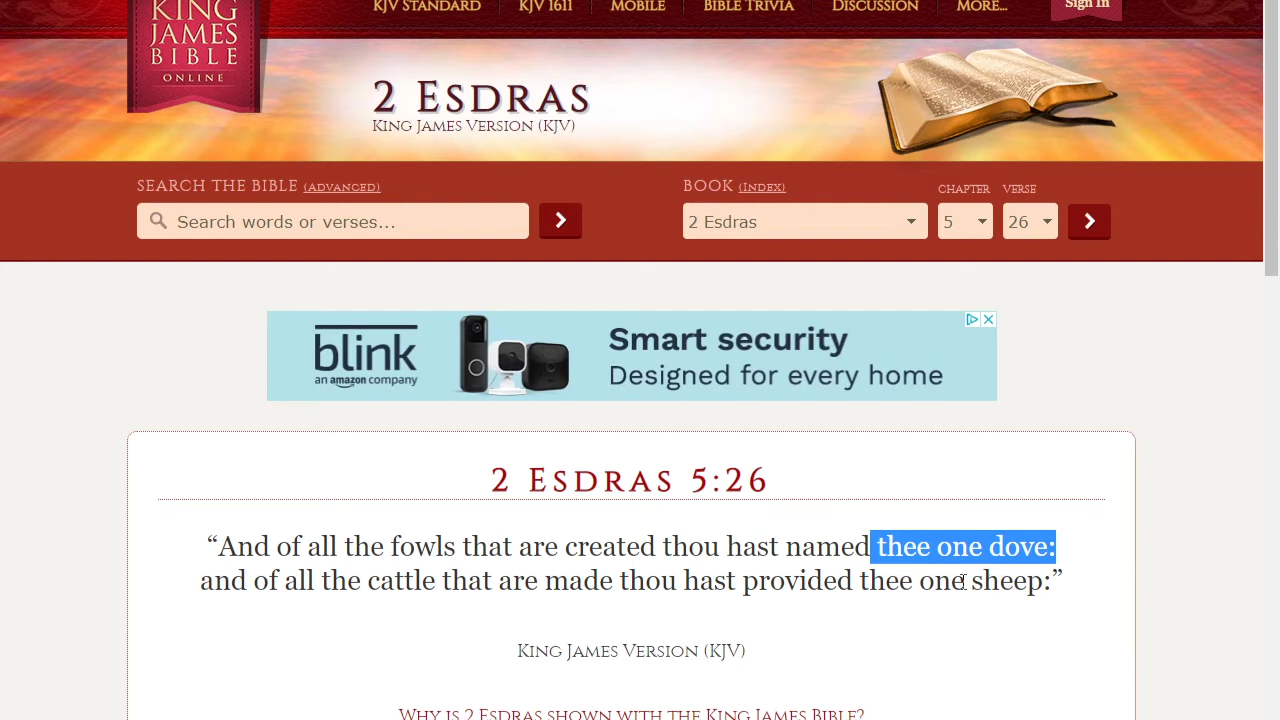 KING
JAMES
BIBLE
ONLINE
KJV STANDARD KJV 1611 MOBILE BIBLE TRIVIA DISCUSSION MORE... Sign In
2 ESDRAS
KING JAMES VERSION (KJV)
SEARCH THE BIBLE (ADVANCED)
Search words or verses...
BOOK (INDEX) CHAPTER VERSE
2 Esdras 5 26
blink
an amazon company
Smart security
Designed for every home
2 ESDRAS 5:26
“And of all the fowls that are created thou hast named thee one dove:
and of all the cattle that are made thou hast provided thee one sheep:”
KING JAMES VERSION (KJV)
WHY IS 2 ESDRAS SHOWN WITH THE KING JAMES BIBLE?